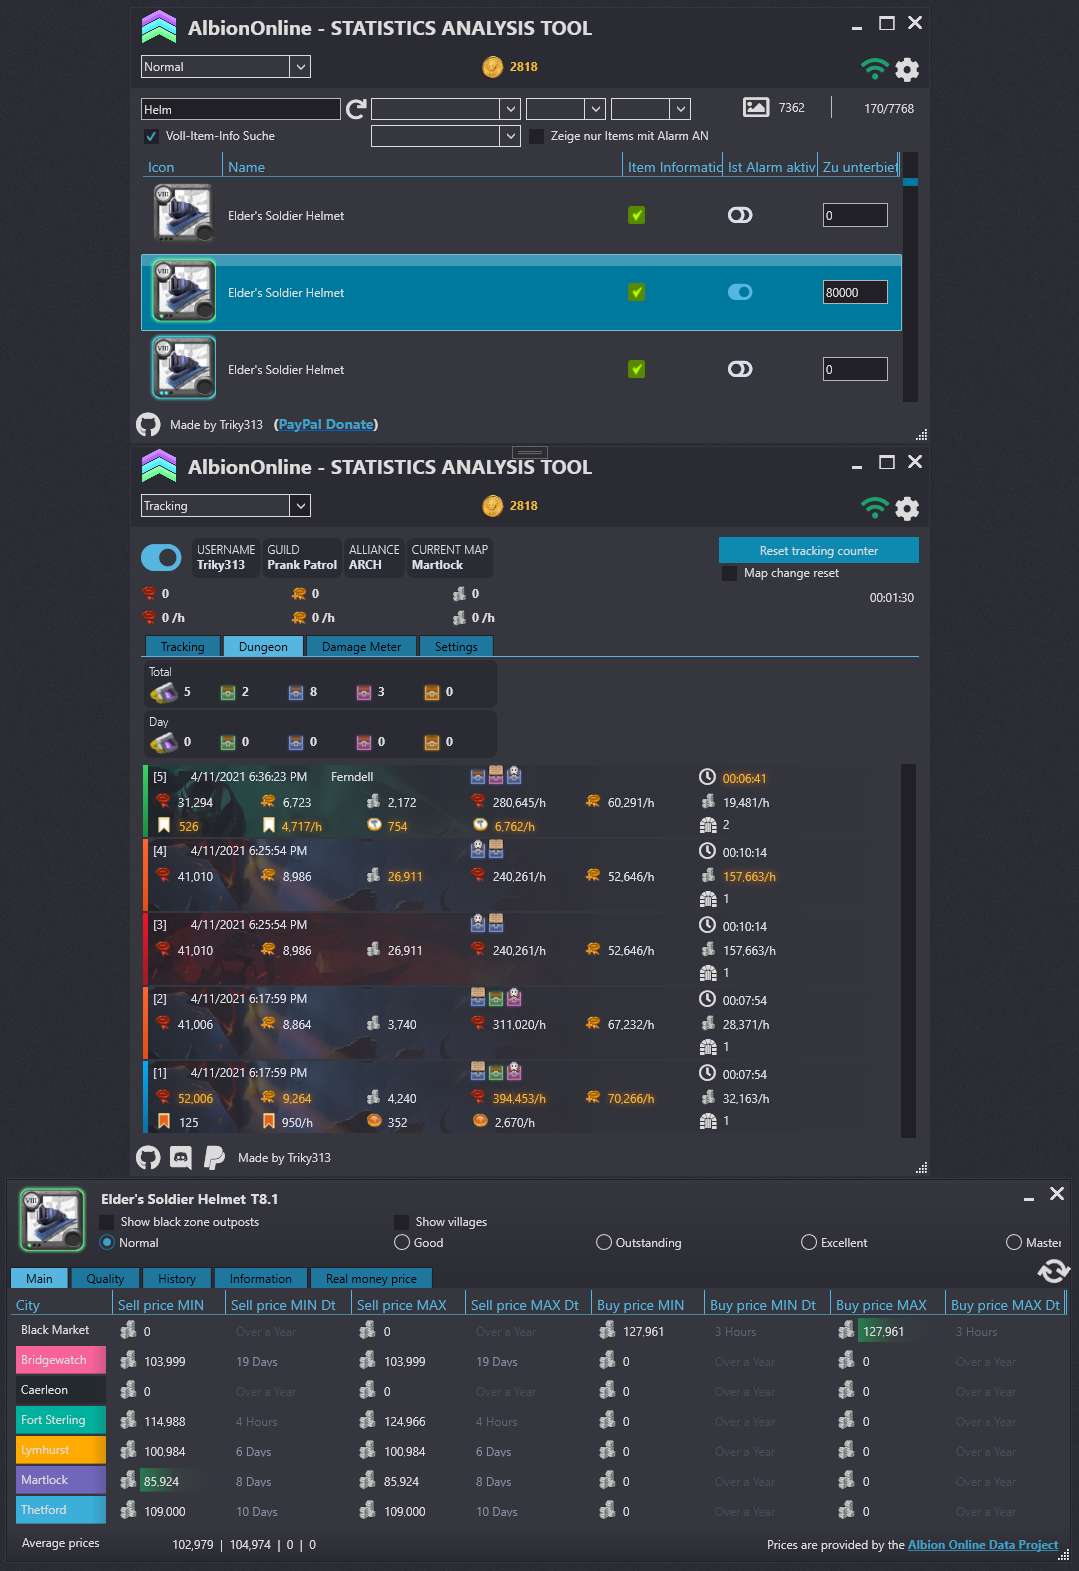 AlbionOnline - STATISTICS ANALYSIS TOOL
Normal
2818
Helm
7362
170/7768
Voll-Item-Info Suche
Zeige nur Items mit Alarm AN
Icon Name Item Informatic Ist Alarm aktiv Zu unterbiet
VIII Elder's Soldier Helmet 0
VIII Elder's Soldier Helmet 80000
VIII Elder's Soldier Helmet 0
Made by Triky313 (PayPal Donate)
AlbionOnline - STATISTICS ANALYSIS TOOL
Tracking
2818
USERNAME GUILD ALLIANCE CURRENT MAP
Triky313 Prank Patrol ARCH Martlock
Reset tracking counter
Map change reset
0 0 0
00:01:30
0 /h 0 /h 0 /h
Tracking Dungeon Damage Meter Settings
Total
5 2 8 3 0
Day
0 0 0 0 0
[5] 4/11/2021 6:36:23 PM Ferndell 00:06:41
31,294 6,723 2,172 280,645/h 60,291/h 19,481/h
526 4,717/h 754 6,762/h 2
[4] 4/11/2021 6:25:54 PM 00:10:14
41,010 8,986 26,911 240,261/h 52,646/h 157,663/h
1
[3] 4/11/2021 6:25:54 PM 00:10:14
41,010 8,986 26,911 240,261/h 52,646/h 157,663/h
1
[2] 4/11/2021 6:17:59 PM 00:07:54
41,006 8,864 3,740 311,020/h 67,232/h 28,371/h
1
[1] 4/11/2021 6:17:59 PM 00:07:54
52,006 9,264 4,240 394,453/h 70,266/h 32,163/h
125 950/h 352 2,670/h 1
Made by Triky313
VIII
Elder's Soldier Helmet T8.1
Show black zone outposts Show villages
Normal Good Outstanding Excellent Master
Main Quality History Information Real money price
City Sell price MIN Sell price MIN Dt Sell price MAX Sell price MAX Dt Buy price MIN Buy price MIN Dt Buy price MAX Buy price MAX Dt
Black Market 0 Over a Year 0 Over a Year 127,961 3 Hours 127,961 3 Hours
Bridgewatch 103,999 19 Days 103,999 19 Days 0 Over a Year 0 Over a Year
Caerleon 0 Over a Year 0 Over a Year 0 Over a Year 0 Over a Year
Fort Sterling 114,988 4 Hours 124,966 4 Hours 0 Over a Year 0 Over a Year
Lymhurst 100,984 6 Days 100,984 6 Days 0 Over a Year 0 Over a Year
Martlock 85,924 8 Days 85,924 8 Days 0 Over a Year 0 Over a Year
Thetford 109,000 10 Days 109,000 10 Days 0 Over a Year 0 Over a Year
Average prices 102,979 | 104,974 | 0 | 0
Prices are provided by the Albion Online Data Project